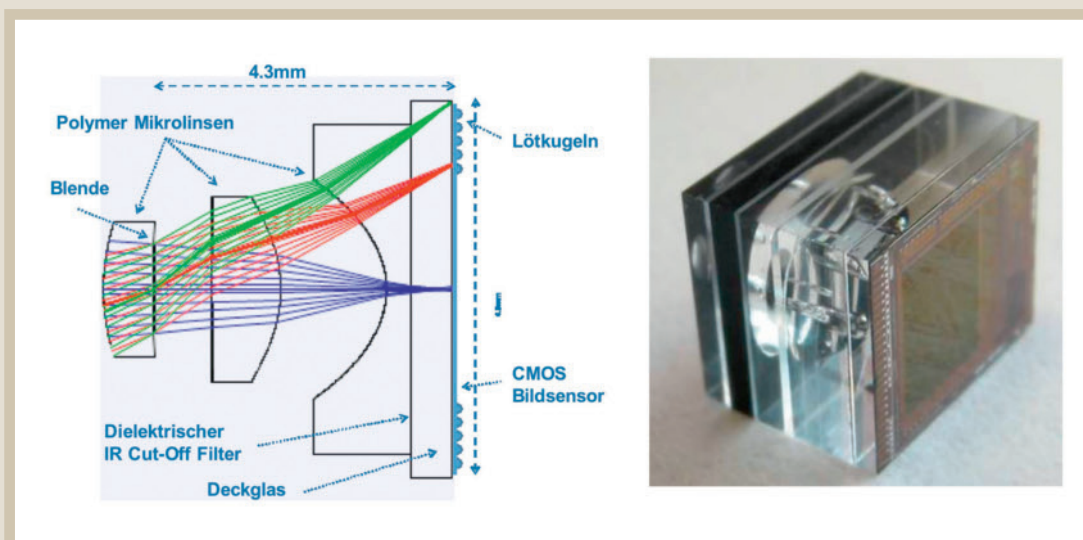 4.3mm
Polymer Mikrolinsen
Blende
Lötkugeln
CMOS
Bildsensor
Dielektrischer
IR Cut-Off Filter
Deckglas